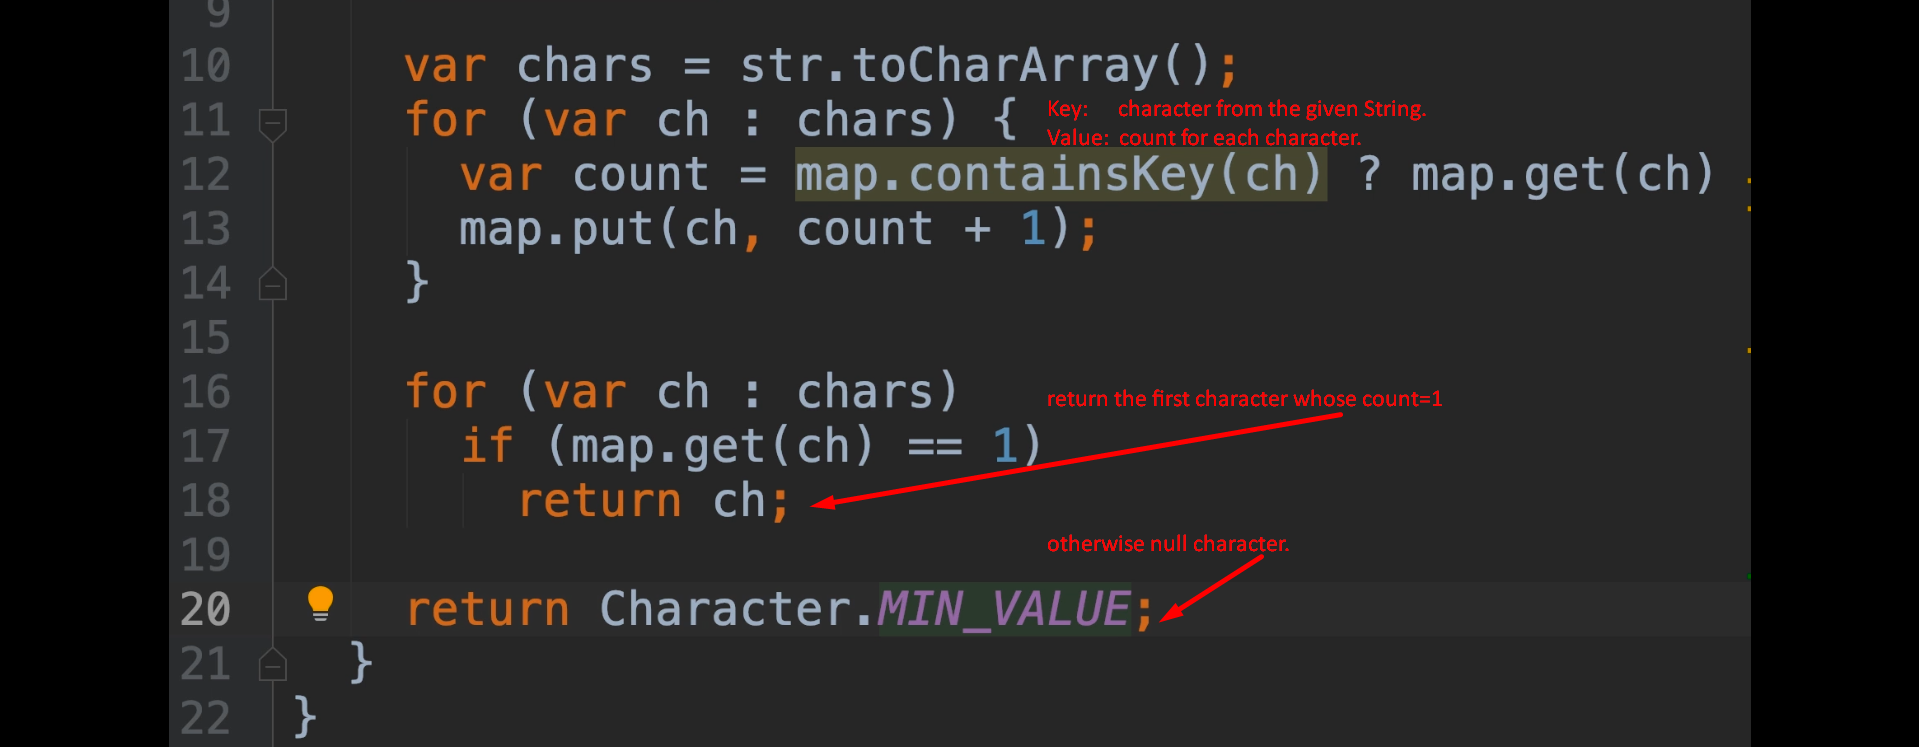 9
10 var chars = str.toCharArray();
11 for (var ch : chars) { Key: character from the given String.
Value: count for each character.
12 var count = map.containsKey(ch) ? map.get(ch)
13 map.put(ch, count + 1);
14 }
15
16 for (var ch : chars) return the first character whose count=1
17 if (map.get(ch) == 1)
18 return ch;
19 otherwise null character.
20 return Character.MIN_VALUE;
21 }
22 }